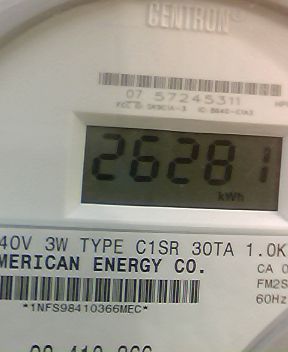 CENTRON
07 57245311
26281
kWh
40V 3W TYPE C1SR 30TA 1.0K
MERICAN ENERGY CO.
CA 0
FM2S
60Hz
*1NFS98410366MEC*